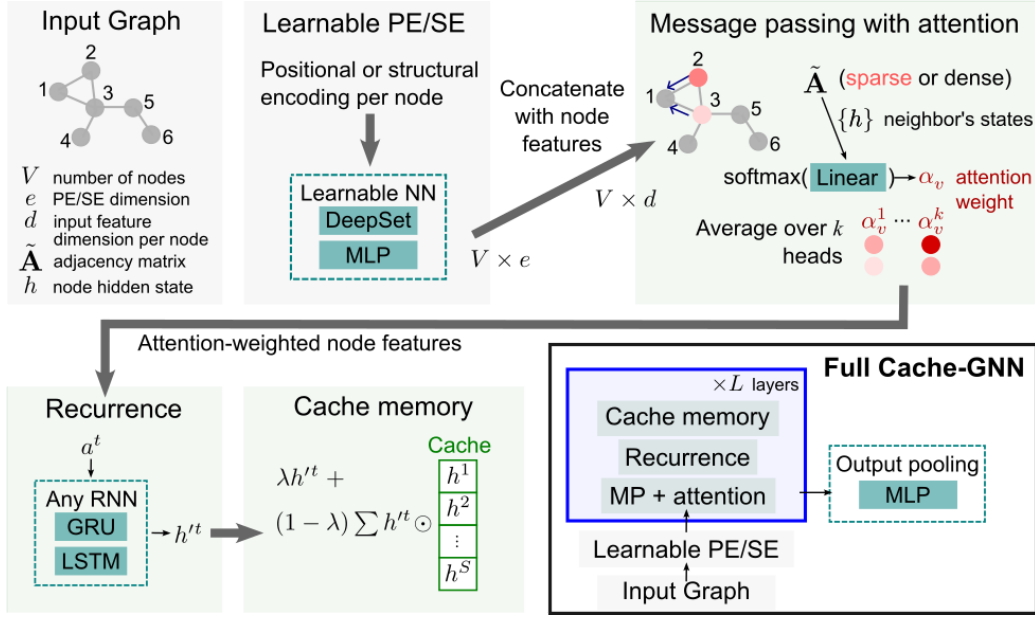 Input Graph
2
1
3
5
4
6
V number of nodes
e PE/SE dimension
d input feature
dimension per node
Ã adjacency matrix
h node hidden state
Learnable PE/SE
Positional or structural
encoding per node
Learnable NN
DeepSet
MLP
V × e
Concatenate
with node
features
V × d
Message passing with attention
2
1
3
5
4
6
Ã (sparse or dense)
{h} neighbor's states
softmax( Linear ) α_v attention
weight
Average over k
heads
α_v^1 ... α_v^k
Attention-weighted node features
Recurrence
a^t
Any RNN
GRU
LSTM
h'^t
Cache memory
Cache
λh'^t +
(1 − λ) ∑ h'^t ⊙
h^1
h^2
⋮
h^S
Full Cache-GNN
×L layers
Cache memory
Recurrence
MP + attention
Learnable PE/SE
Input Graph
Output pooling
MLP